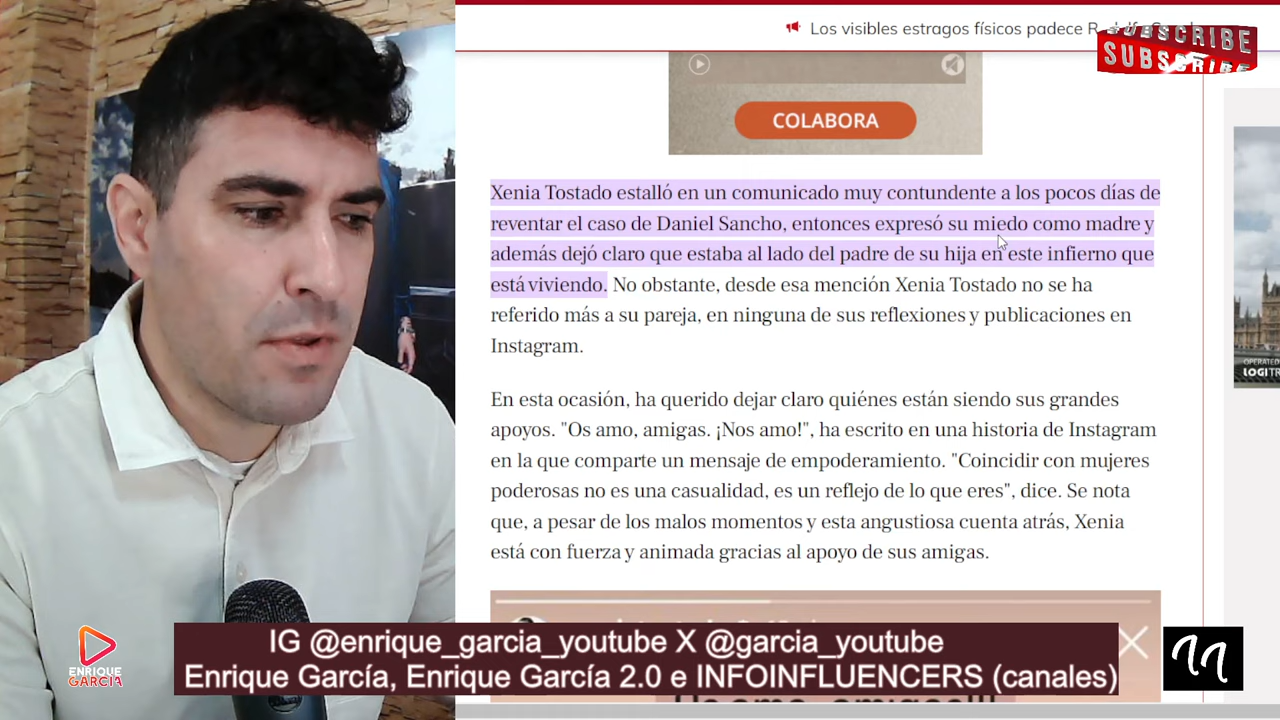 Los visibles estragos físicos padece
SUBSCRIBE
SUBSCRIBE
COLABORA
Xenia Tostado estalló en un comunicado muy contundente a los pocos días de
reventar el caso de Daniel Sancho, entonces expresó su miedo como madre y
además dejó claro que estaba al lado del padre de su hija en este infierno que
está viviendo. No obstante, desde esa mención Xenia Tostado no se ha
referido más a su pareja, en ninguna de sus reflexiones y publicaciones en
Instagram.
En esta ocasión, ha querido dejar claro quiénes están siendo sus grandes
apoyos. "Os amo, amigas. ¡Nos amo!", ha escrito en una historia de Instagram
en la que comparte un mensaje de empoderamiento. "Coincidir con mujeres
poderosas no es una casualidad, es un reflejo de lo que eres", dice. Se nota
que, a pesar de los malos momentos y esta angustiosa cuenta atrás, Xenia
está con fuerza y animada gracias al apoyo de sus amigas.
OPERATED
LOGITR
IG @enrique_garcia_youtube X @garcia_youtube
Enrique García, Enrique García 2.0 e INFOINFLUENCERS (canales)
ENRIQUE
GARCÍA